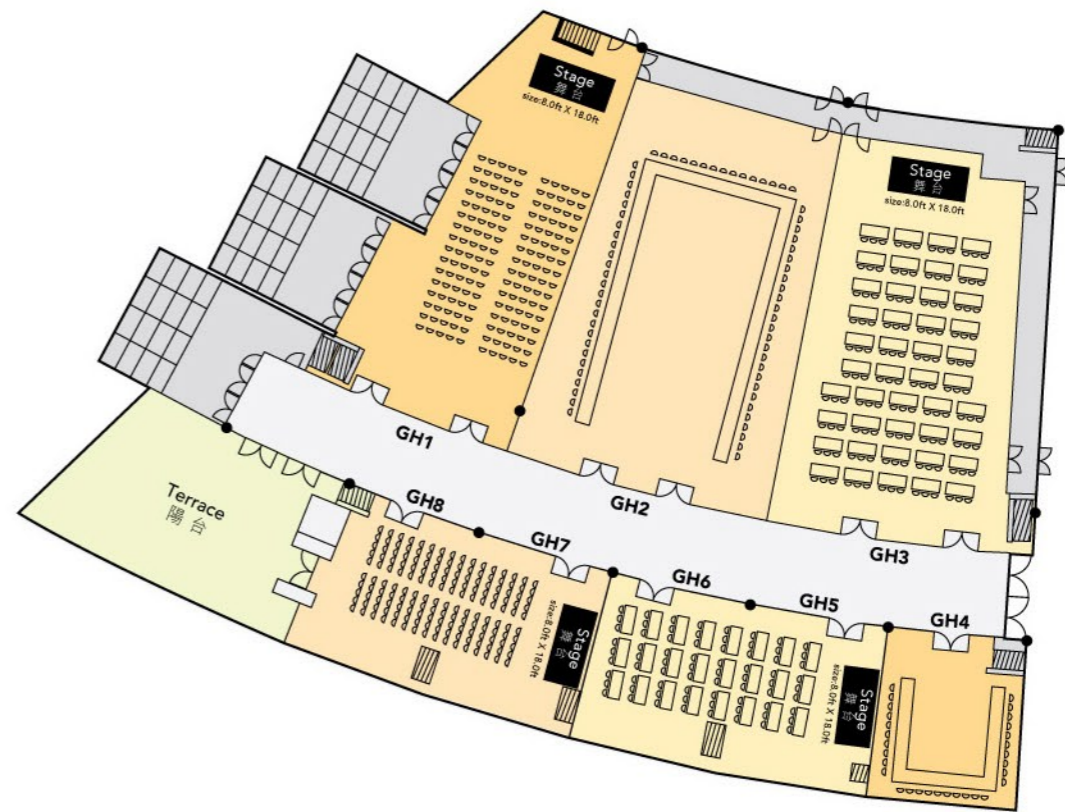 Stage
舞台
size:8.0ft X 18.0ft
Stage
舞台
size:8.0ft X 18.0ft
GH1
GH2
GH3
Terrace
陽台
GH8
GH7
GH6
GH5
GH4
Stage
舞台
size:8.0ft X 18.0ft
Stage
舞台
size:8.0ft X 18.0ft